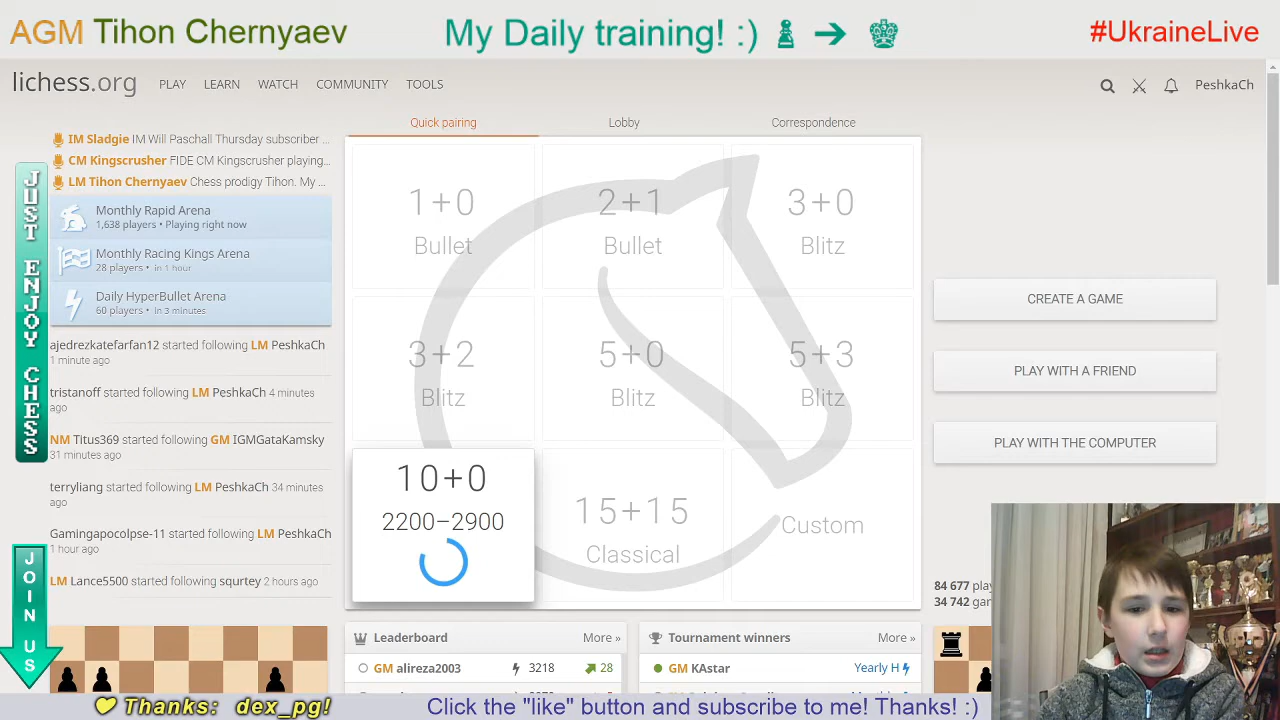 AGM Tihon Chernyaev
My Daily training! :)
#UkraineLive
lichess.org
PLAY
LEARN
WATCH
COMMUNITY
TOOLS
PeshkaCh
JUST ENJOY CHESS
JOIN US
IM Sladgie IM Will Paschall Thursday subscriber ...
CM Kingscrusher FIDE CM Kingscrusher playing...
LM Tihon Chernyaev Chess prodigy Tihon. My ...
Monthly Rapid Arena
1,638 players • Playing right now
Monthly Racing Kings Arena
28 players • in 1 hour
Daily HyperBullet Arena
60 players • In 3 minutes
ajedrezkatefarfan12 started following LM PeshkaCh
1 minute ago
tristanoff started following LM PeshkaCh 4 minutes
ago
NM Titus369 started following GM IGMGataKamsky
31 minutes ago
terryliang started following LM PeshkaCh 34 minutes
ago
Gamingapocolpse-11 started following LM PeshkaCh
1 hour ago
LM Lance5500 started following squrtey 2 hours ago
Quick pairing
Lobby
Correspondence
1+0
Bullet
2+1
Bullet
3+0
Blitz
3+2
Blitz
5+0
Blitz
5+3
Blitz
10+0
2200–2900
15+15
Classical
Custom
CREATE A GAME
PLAY WITH A FRIEND
PLAY WITH THE COMPUTER
84 677
34 742
Leaderboard
More »
GM alireza2003
3218
28
Tournament winners
More »
GM KAstar
Yearly H
Thanks: dex_pg!
Click the "like" button and subscribe to me! Thanks! :)